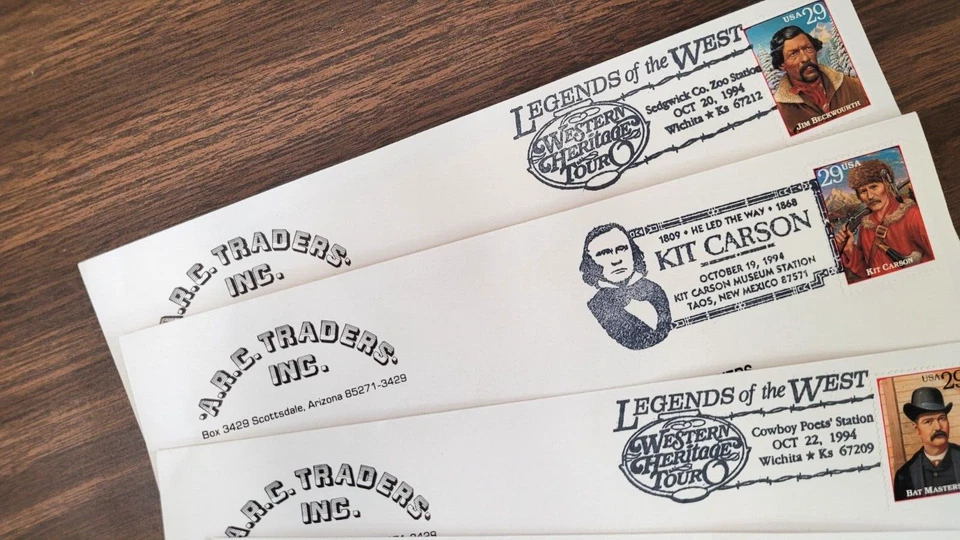 LEGENDS of the WEST
WESTERN
HERITAGE
TOUR
Sedgwick Co. Zoo Station
OCT 20, 1994
Wichita ★ Ks 67212
USA 29
JIM BECKWOURTH
A.R.C. TRADERS,
INC.
1809 • HE LED THE WAY • 1868
KIT CARSON
OCTOBER 19, 1994
KIT CARSON MUSEUM STATION
TAOS, NEW MEXICO 87571
29 USA
KIT CARSON
A.R.C. TRADERS,
INC.
Box 3429 Scottsdale, Arizona 85271-3429
LEGENDS of the WEST
WESTERN
HERITAGE
TOUR
Cowboy Poets' Station
OCT 22, 1994
Wichita ★ Ks 67209
USA 29
BAT MASTERS
A.R.C. TRADERS,
INC.